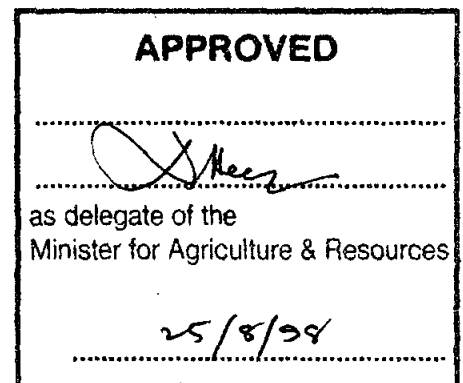 APPROVED
as delegate of the
Minister for Agriculture & Resources
25/8/98